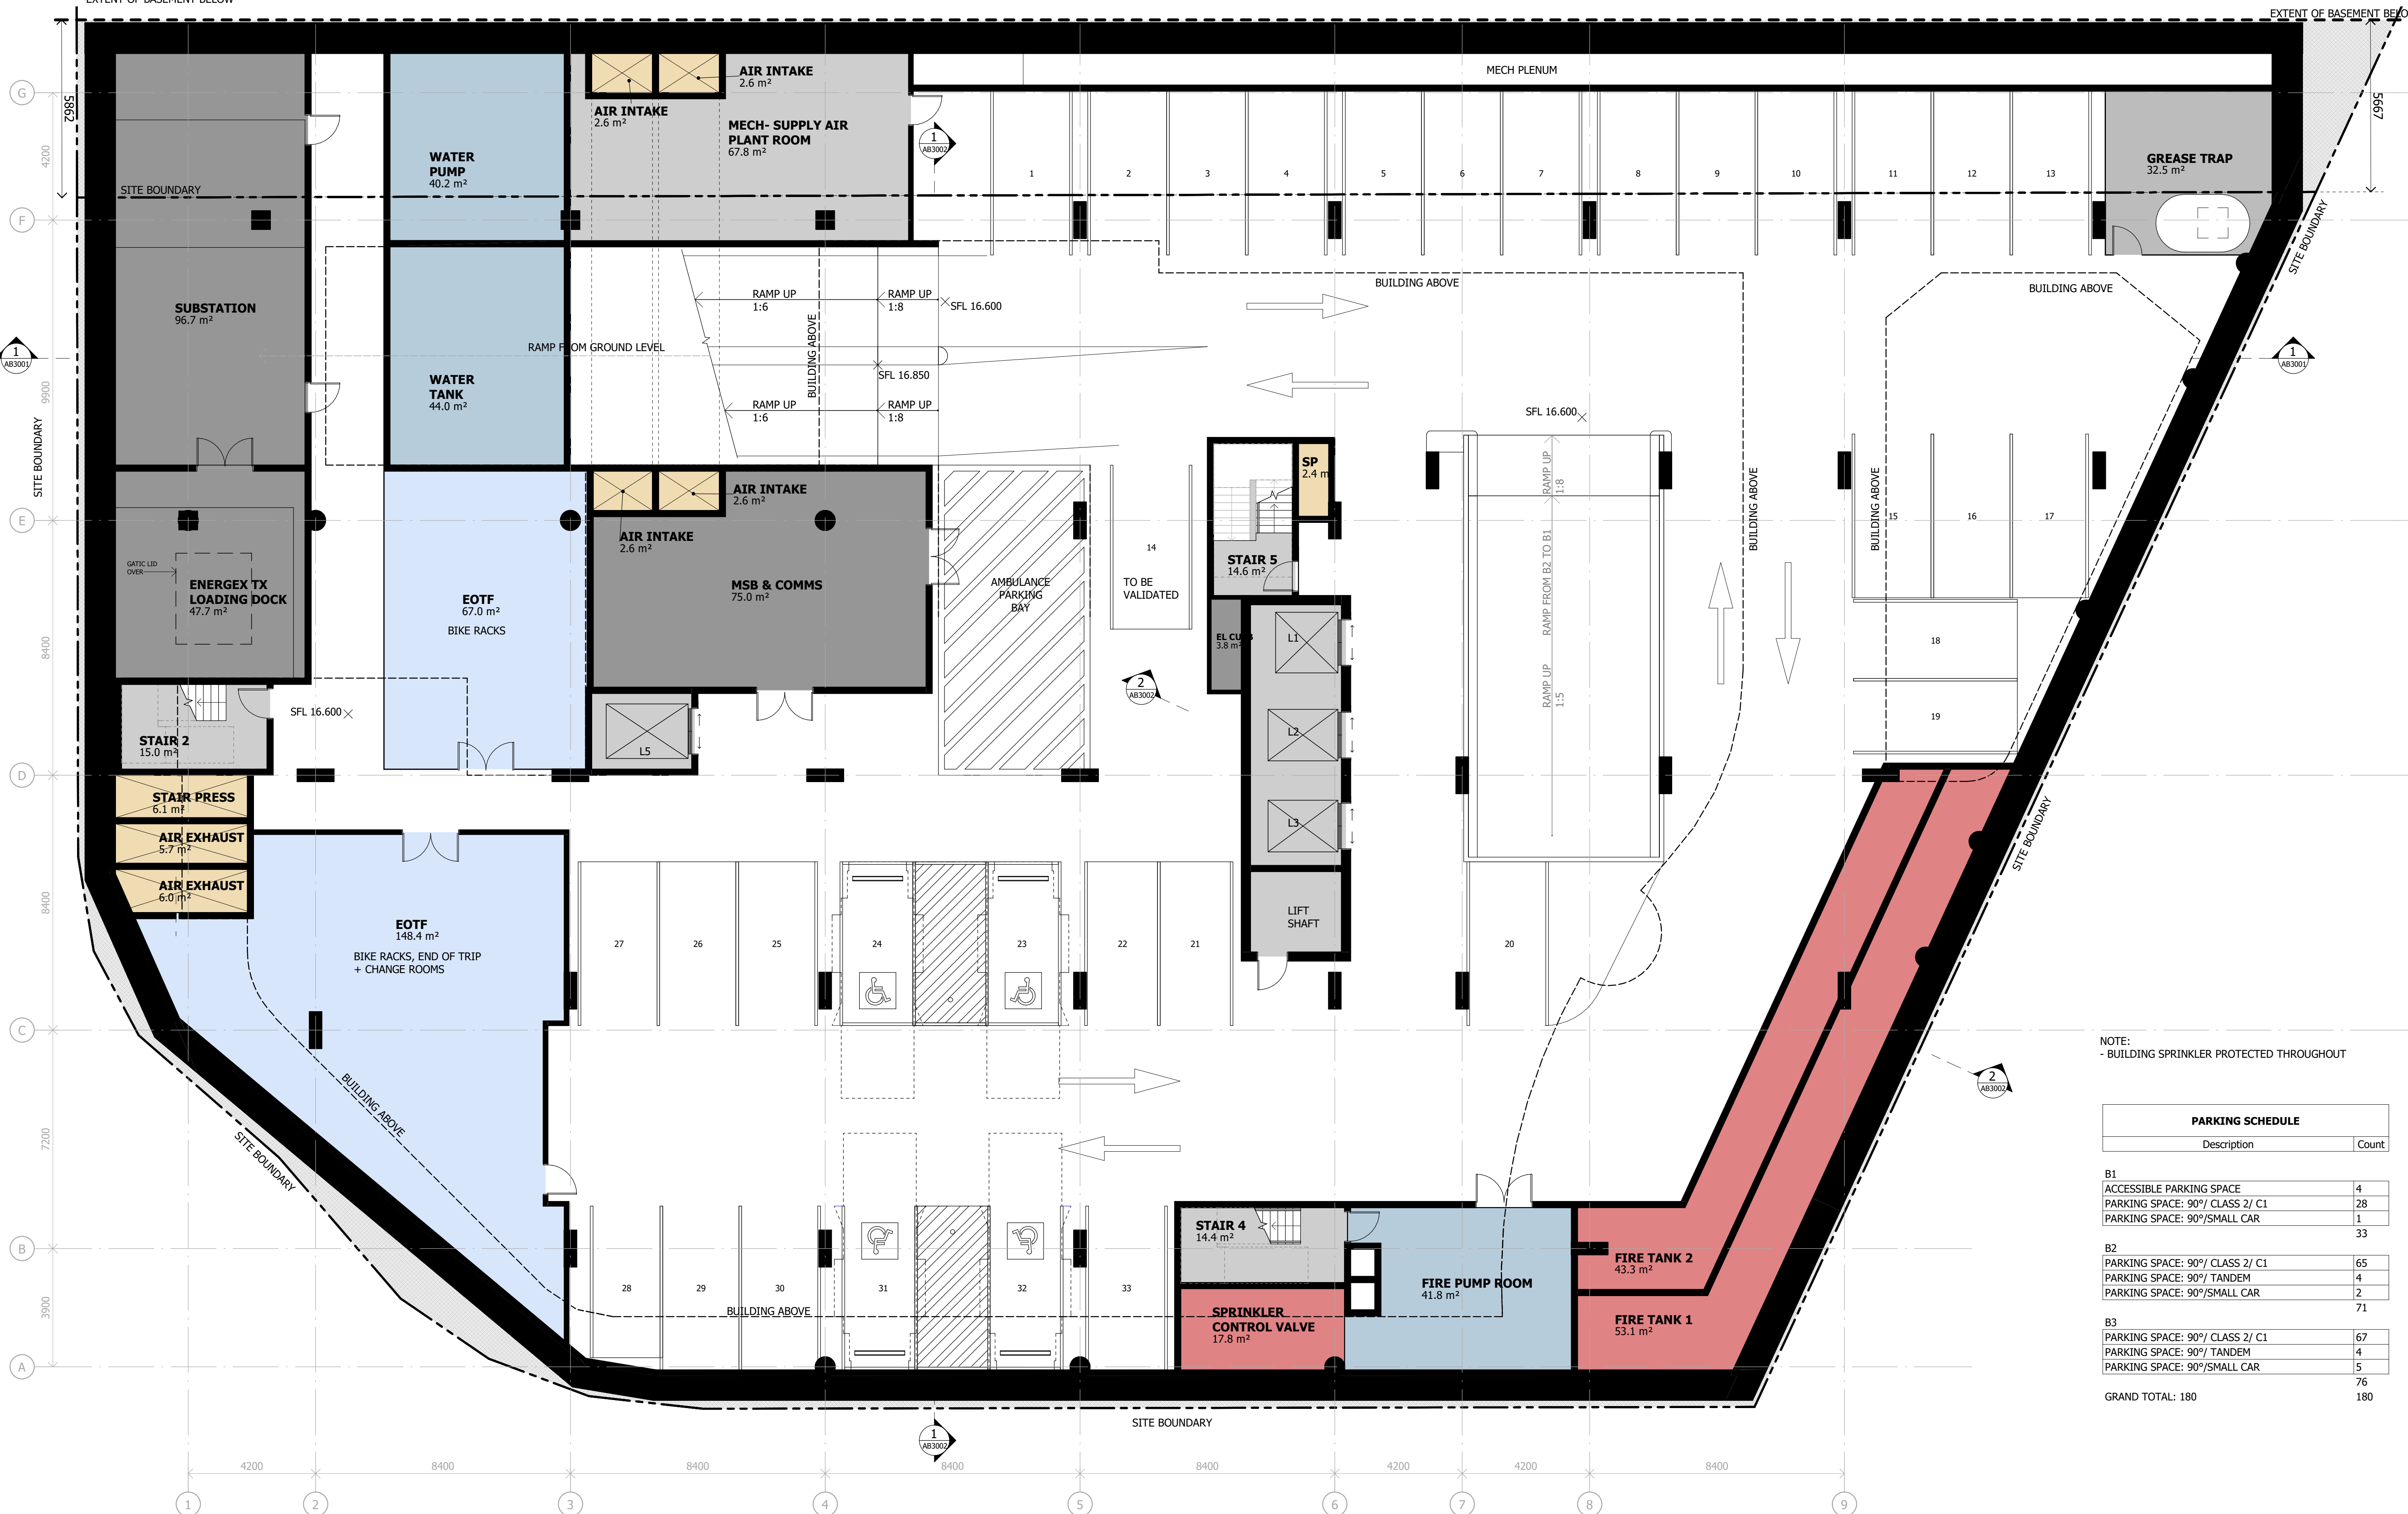 EXTENT OF BASEMENT BELOW
EXTENT OF BASEMENT BELO
5862
5667
G
F
E
D
C
B
A
4200
9900
8400
8400
7200
3900
MECH PLENUM
AIR INTAKE
2.6 m²
AIR INTAKE
2.6 m²
MECH- SUPPLY AIR
PLANT ROOM
67.8 m²
1
AB3002
WATER
PUMP
40.2 m²
SITE BOUNDARY
1
2
3
4
5
6
7
8
9
10
11
12
13
GREASE TRAP
32.5 m²
SITE BOUNDARY
SUBSTATION
96.7 m²
WATER
TANK
44.0 m²
RAMP UP
1:6
RAMP UP
1:8
SFL 16.600
RAMP FROM GROUND LEVEL
BUILDING ABOVE
SFL 16.850
RAMP UP
1:6
RAMP UP
1:8
BUILDING ABOVE
BUILDING ABOVE
1
AB3001
1
AB3001
SITE BOUNDARY
SFL 16.600
AIR INTAKE
2.6 m²
AIR INTAKE
2.6 m²
MSB & COMMS
75.0 m²
SP
2.4 m
STAIR 5
14.6 m²
RAMP UP
1:8
RAMP FROM B2 TO B1
RAMP UP
1:5
BUILDING ABOVE
BUILDING ABOVE
15
16
17
18
19
14
TO BE
VALIDATED
AMBULANCE
PARKING
BAY
GATIC LID
OVER
ENERGEX TX
LOADING DOCK
47.7 m²
EOTF
67.0 m²
BIKE RACKS
EL CU
3.8 m²
L1
L2
L3
2
AB3002
SFL 16.600
STAIR 2
15.0 m²
L5
STAIR PRESS
6.1 m²
AIR EXHAUST
5.7 m²
AIR EXHAUST
6.0 m²
SITE BOUNDARY
LIFT
SHAFT
EOTF
148.4 m²
BIKE RACKS, END OF TRIP
+ CHANGE ROOMS
27
26
25
24
23
22
21
20
BUILDING ABOVE
SITE BOUNDARY
2
AB3002
NOTE:
- BUILDING SPRINKLER PROTECTED THROUGHOUT
STAIR 4
14.4 m²
FIRE TANK 2
43.3 m²
FIRE PUMP ROOM
41.8 m²
SPRINKLER
CONTROL VALVE
17.8 m²
FIRE TANK 1
53.1 m²
28
29
30
31
32
33
BUILDING ABOVE
SITE BOUNDARY
1
AB3002
PARKING SCHEDULE
Description Count
B1
ACCESSIBLE PARKING SPACE 4
PARKING SPACE: 90°/ CLASS 2/ C1 28
PARKING SPACE: 90°/SMALL CAR 1
33
B2
PARKING SPACE: 90°/ CLASS 2/ C1 65
PARKING SPACE: 90°/ TANDEM 4
PARKING SPACE: 90°/SMALL CAR 2
71
B3
PARKING SPACE: 90°/ CLASS 2/ C1 67
PARKING SPACE: 90°/ TANDEM 4
PARKING SPACE: 90°/SMALL CAR 5
76
GRAND TOTAL: 180 180
4200
8400
8400
8400
8400
4200
4200
8400
1
2
3
4
5
6
7
8
9